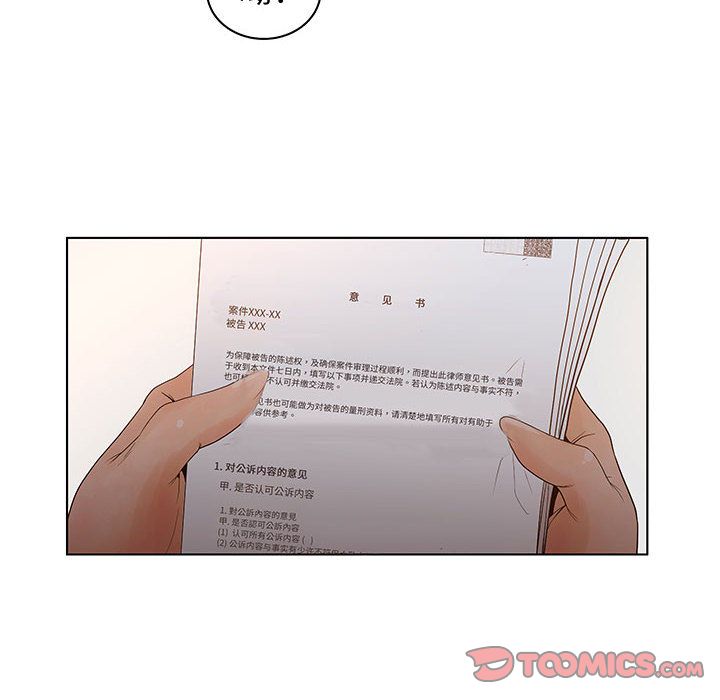 意见书
案件XXX-XX
被告 XXX
为保障被告的陈述权，及确保案件审理过程顺利，而提出此律师意见书。被告需
于收到本文件七日内，填写以下事项并递交法院。若认为陈述内容与事实不符，
也可 不认可并缴交法院。
见书也可能做为对被告的量刑资料，请清楚地填写所有对有助于
容供参考。
1. 对公诉内容的意见
甲. 是否认可公诉内容
1. 對公訴內容的意見
甲. 是否認可公訴內容
(1) 认可所有公诉内容 ( )
(2) 公诉内容与事实有少许不符
TOOMICS.COM